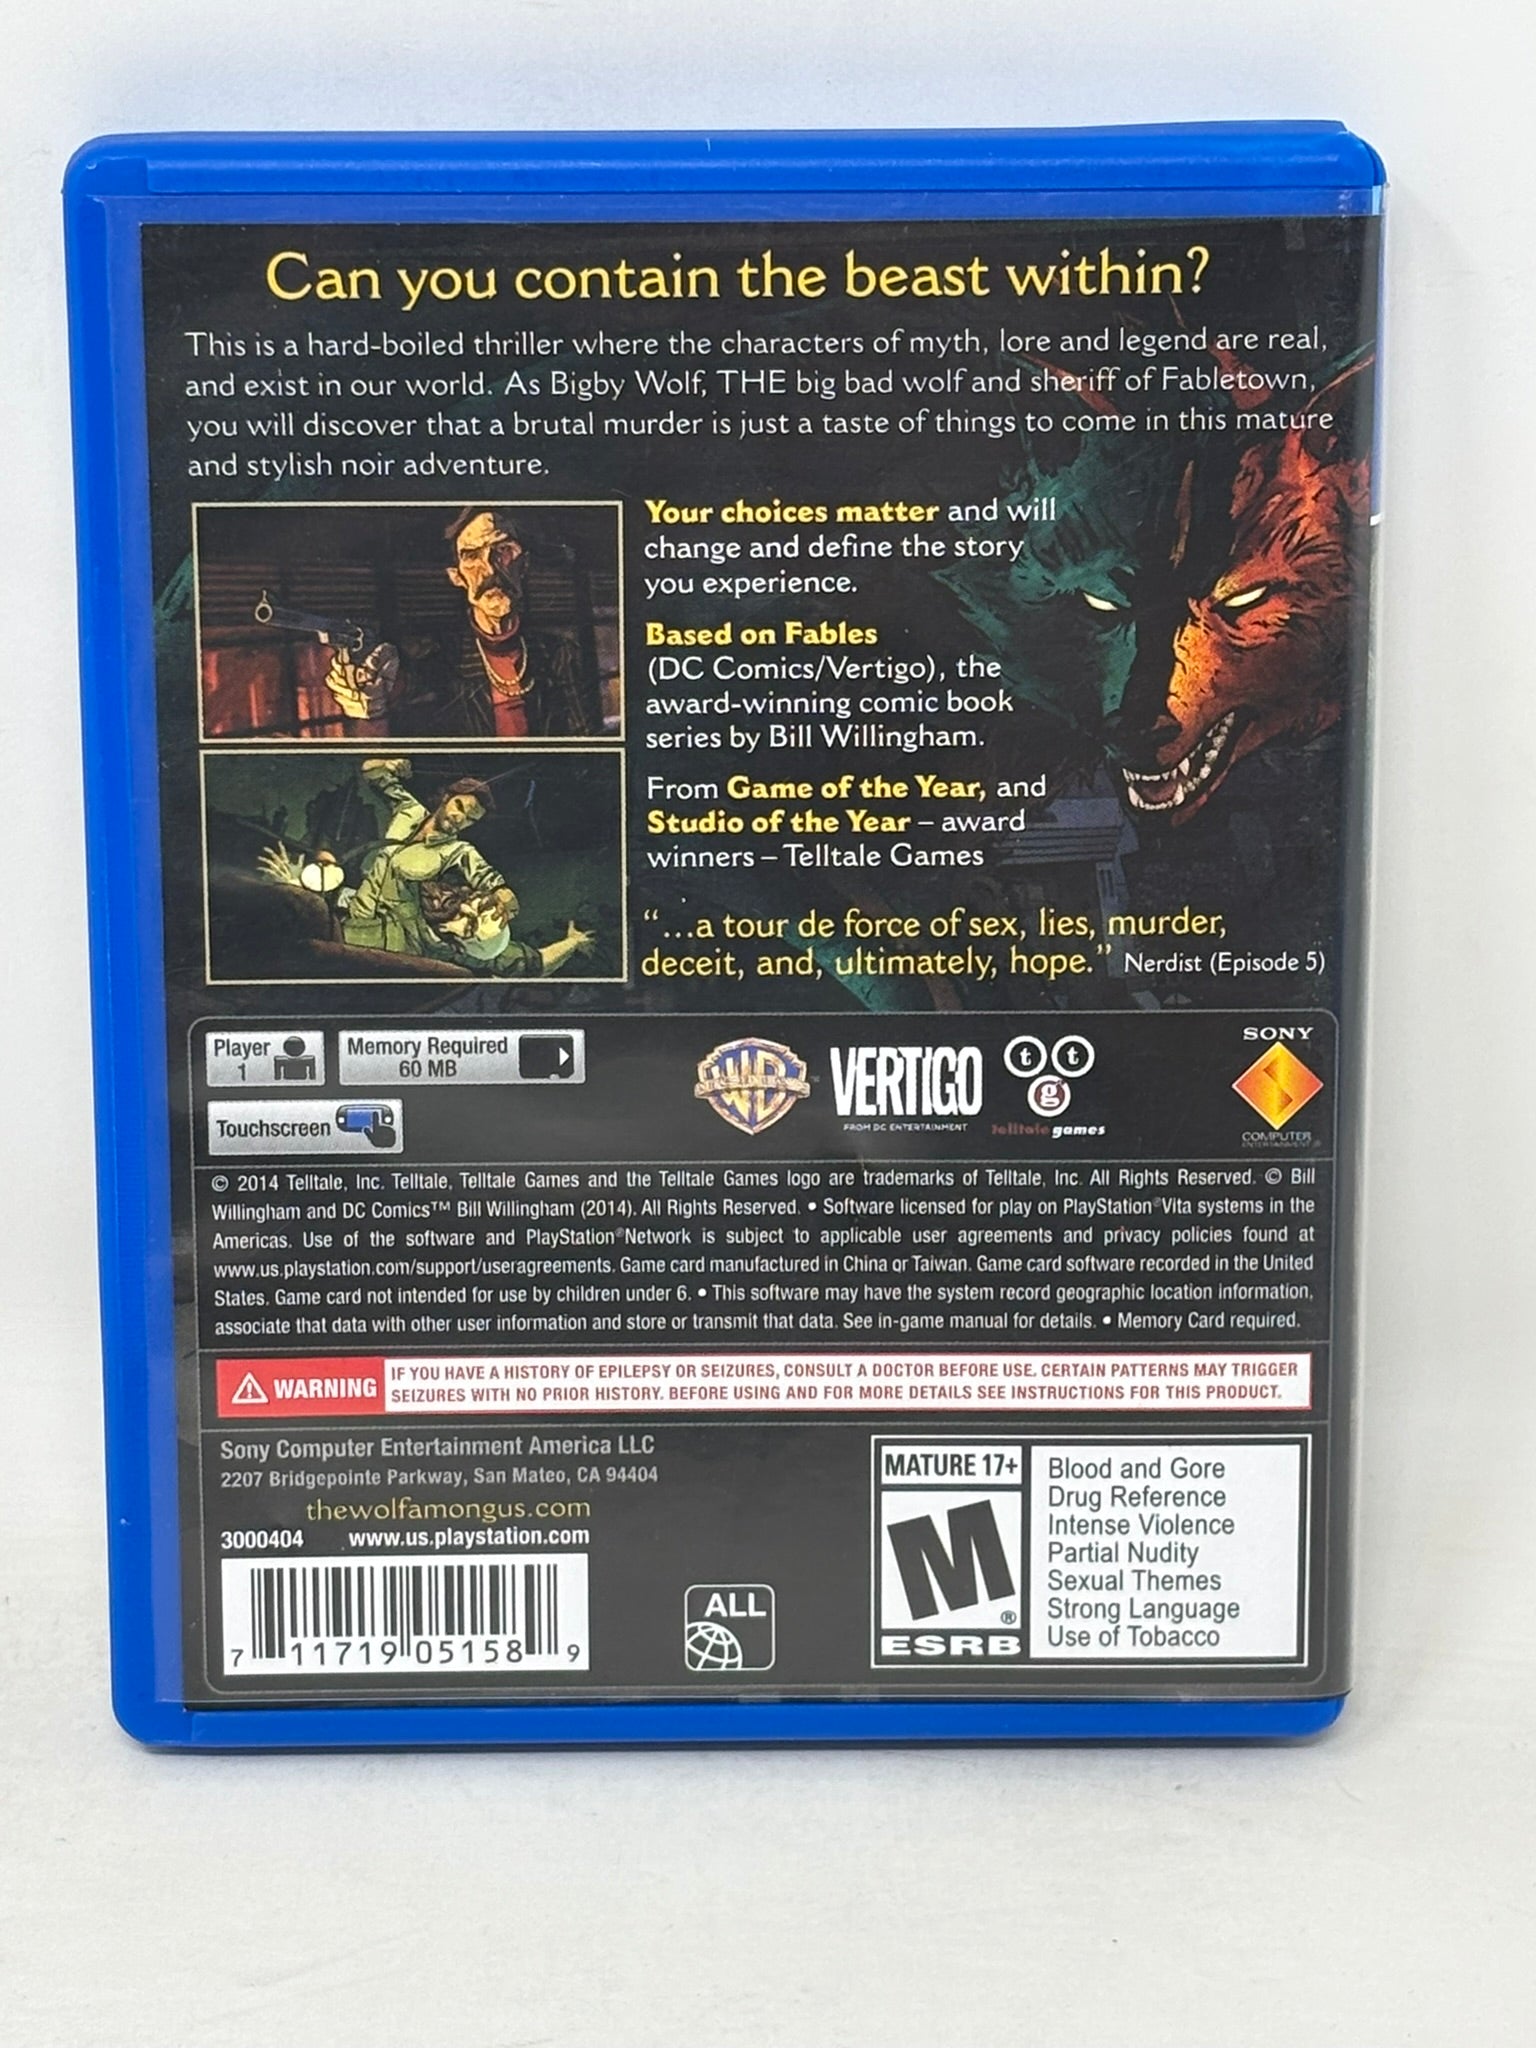 Can you contain the beast within?
This is a hard-boiled thriller where the characters of myth, lore and legend are real,
and exist in our world. As Bigby Wolf, THE big bad wolf and sheriff of Fabletown,
you will discover that a brutal murder is just a taste of things to come in this mature
and stylish noir adventure.
Your choices matter and will
change and define the story
you experience.
Based on Fables
(DC Comics/Vertigo), the
award-winning comic book
series by Bill Willingham.
From Game of the Year, and
Studio of the Year – award
winners – Telltale Games
“...a tour de force of sex, lies, murder,
deceit, and, ultimately, hope.” Nerdist (Episode 5)
Player
1
Memory Required
60 MB
Touchscreen
WB
VERTIGO
FROM DC ENTERTAINMENT
t t
g
Telltale games
SONY
COMPUTER
ENTERTAINMENT®
© 2014 Telltale, Inc. Telltale, Telltale Games and the Telltale Games logo are trademarks of Telltale, Inc. All Rights Reserved. © Bill
Willingham and DC Comics™ Bill Willingham (2014). All Rights Reserved. • Software licensed for play on PlayStation®Vita systems in the
Americas. Use of the software and PlayStation®Network is subject to applicable user agreements and privacy policies found at
www.us.playstation.com/support/useragreements. Game card manufactured in China or Taiwan. Game card software recorded in the United
States. Game card not intended for use by children under 6. • This software may have the system record geographic location information,
associate that data with other user information and store or transmit that data. See in-game manual for details. • Memory Card required.
WARNING
IF YOU HAVE A HISTORY OF EPILEPSY OR SEIZURES, CONSULT A DOCTOR BEFORE USE. CERTAIN PATTERNS MAY TRIGGER
SEIZURES WITH NO PRIOR HISTORY. BEFORE USING AND FOR MORE DETAILS SEE INSTRUCTIONS FOR THIS PRODUCT.
Sony Computer Entertainment America LLC
2207 Bridgepointe Parkway, San Mateo, CA 94404
thewolfamongus.com
3000404 www.us.playstation.com
7 11719 05158 9
ALL
MATURE 17+
M®
ESRB
Blood and Gore
Drug Reference
Intense Violence
Partial Nudity
Sexual Themes
Strong Language
Use of Tobacco